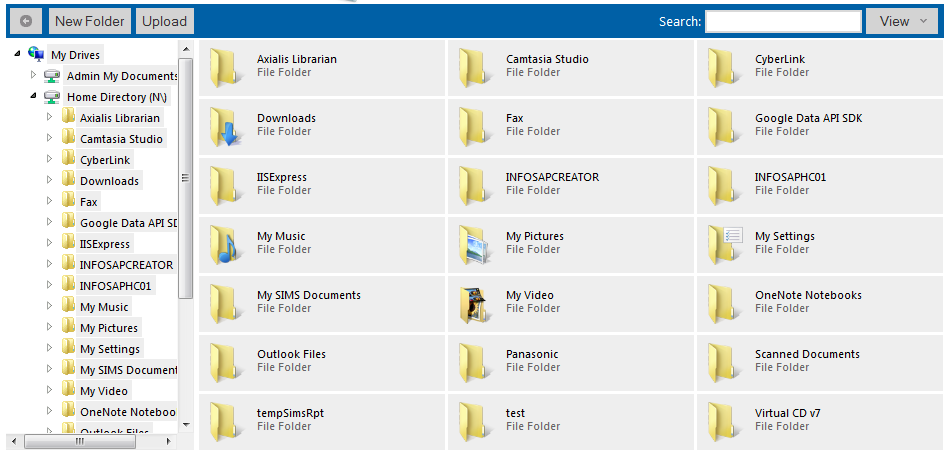 New Folder Upload Search: View
My Drives
Admin My Documents
Home Directory (N\)
Axialis Librarian
Camtasia Studio
CyberLink
Downloads
Fax
Google Data API SD
IISExpress
INFOSAPCREATOR
INFOSAPHC01
My Music
My Pictures
My Settings
My SIMS Document
My Video
OneNote Noteboo
Outlook Files
Axialis Librarian
File Folder
Camtasia Studio
File Folder
CyberLink
File Folder
Downloads
File Folder
Fax
File Folder
Google Data API SDK
File Folder
IISExpress
File Folder
INFOSAPCREATOR
File Folder
INFOSAPHC01
File Folder
My Music
File Folder
My Pictures
File Folder
My Settings
File Folder
My SIMS Documents
File Folder
My Video
File Folder
OneNote Notebooks
File Folder
Outlook Files
File Folder
Panasonic
File Folder
Scanned Documents
File Folder
tempSimsRpt
File Folder
test
File Folder
Virtual CD v7
File Folder